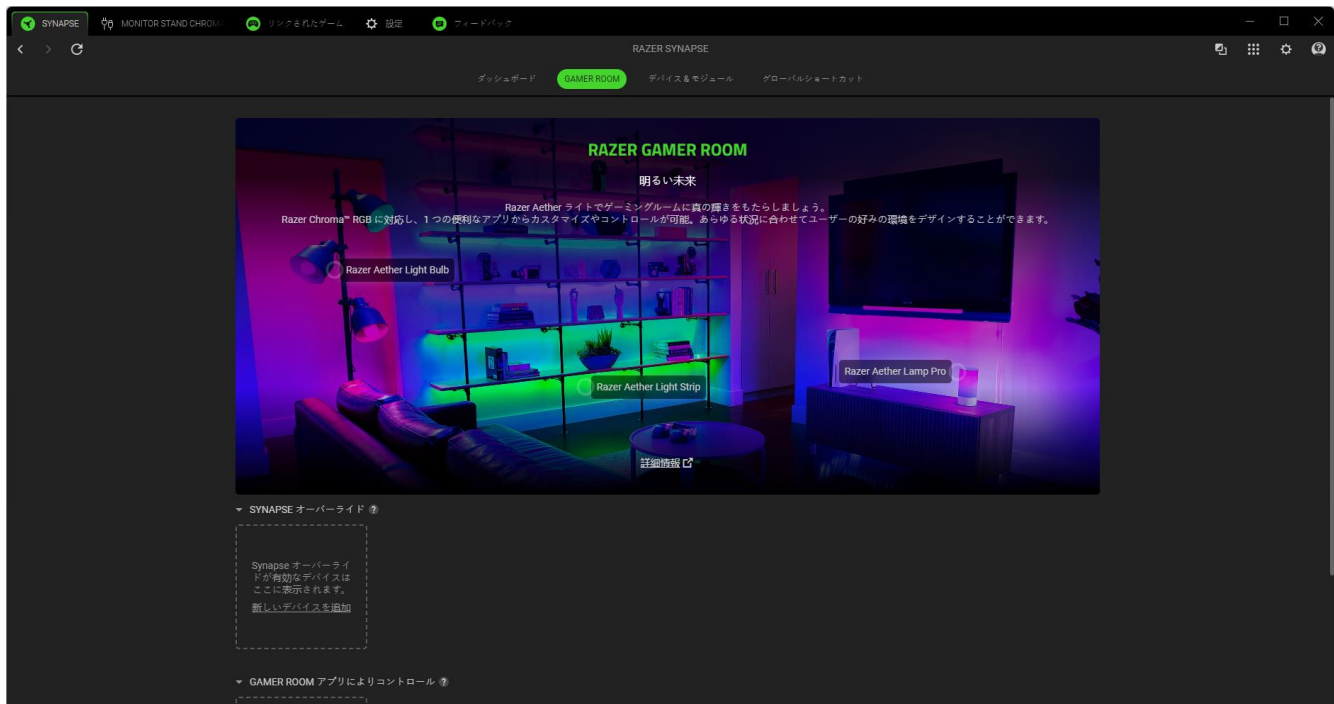 SYNAPSE
MONITOR STAND CHROM
リンクされたゲーム
設定
フィードバック
RAZER SYNAPSE
ダッシュボード
GAMER ROOM
デバイス&モジュール
グローバルショートカット
RAZER GAMER ROOM
明るい未来
Razer Aether ライトでゲーミングルームに真の輝きをもたらしましょう。
Razer Chroma™ RGB に対応し、1 つの便利なアプリからカスタマイズやコントロールが可能。あらゆる状況に合わせてユーザーの好みの環境をデザインすることができます。
Razer Aether Light Bulb
Razer Aether Lamp Pro
Razer Aether Light Strip
詳細情報
SYNAPSE オーバーライド ?
Synapse オーバーライ
ドが有効なデバイスは
ここに表示されます。
新しいデバイスを追加
GAMER ROOM アプリによりコントロール ?